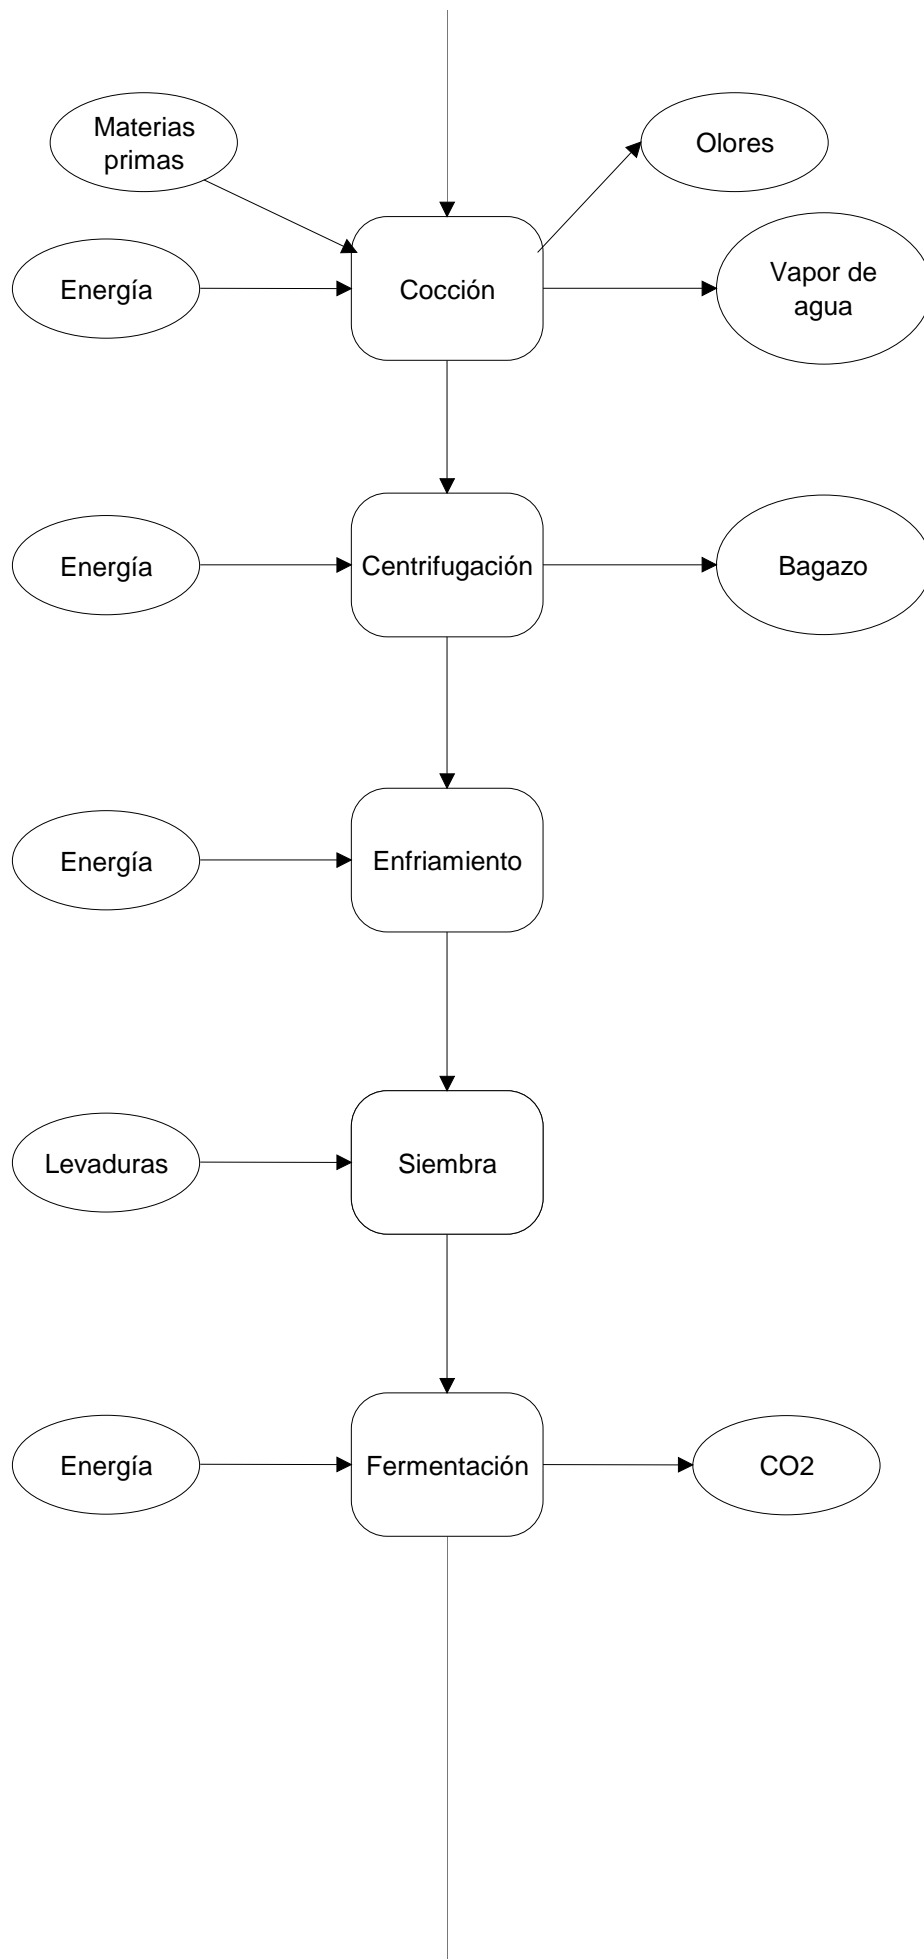 Materias
primas
Olores
Energía
Cocción
Vapor de
agua
Energía
Centrifugación
Bagazo
Energía
Enfriamiento
Levaduras
Siembra
Energía
Fermentación
CO2